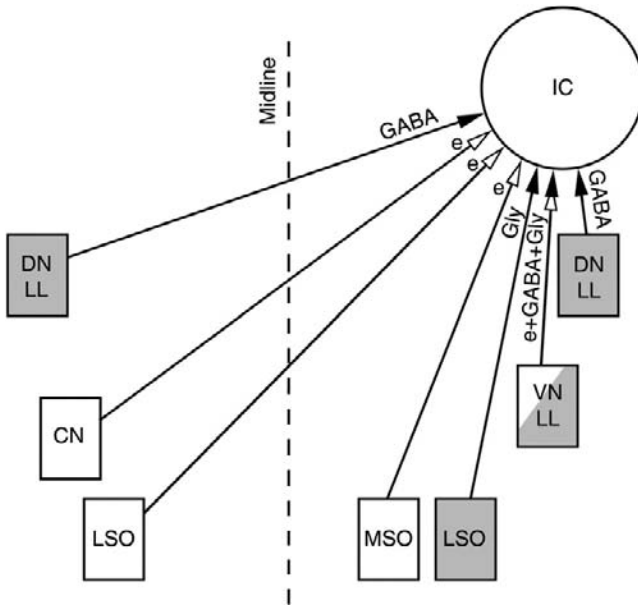 IC
Midline
GABA
e
e
e
Gly
e+GABA+Gly
GABA
DN
LL
DN
LL
VN
LL
CN
LSO
MSO
LSO